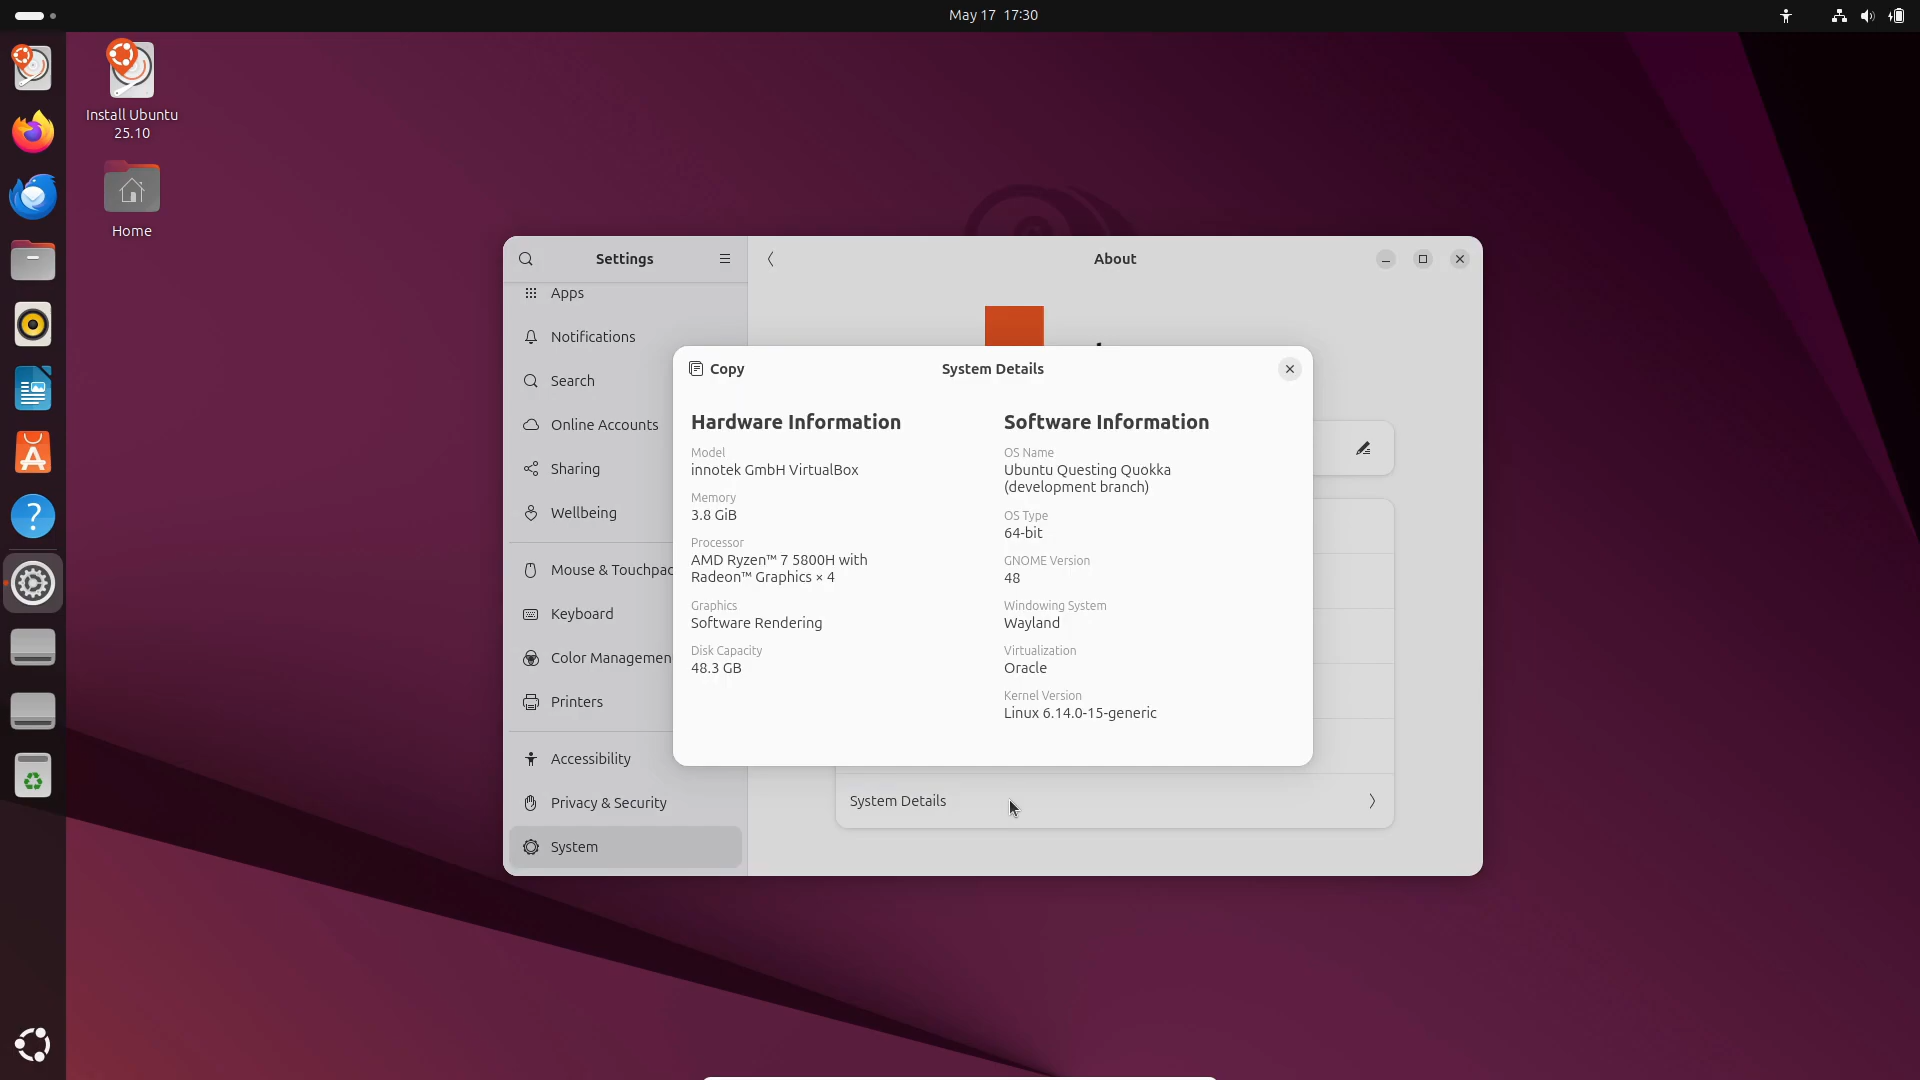 May 17 17:30
Install Ubuntu
25.10
Home
Settings
Apps
Notifications
Search
Online Accounts
Sharing
Wellbeing
Mouse & Touchpad
Keyboard
Color Managemen
Printers
Accessibility
Privacy & Security
System
About
Copy
System Details
Hardware Information
Model
innotek GmbH VirtualBox
Memory
3.8 GiB
Processor
AMD Ryzen™ 7 5800H with
Radeon™ Graphics × 4
Graphics
Software Rendering
Disk Capacity
48.3 GB
Software Information
OS Name
Ubuntu Questing Quokka
(development branch)
OS Type
64-bit
GNOME Version
48
Windowing System
Wayland
Virtualization
Oracle
Kernel Version
Linux 6.14.0-15-generic
System Details